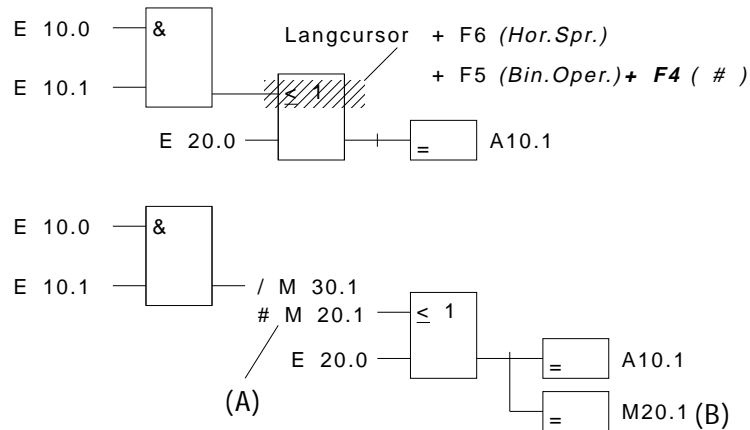 E 10.0
&
Langcursor + F6 (Hor.Spr.)
E 10.1
+ F5 (Bin.Oper.)+ F4 ( # )
≤ 1
E 20.0
=
A10.1
E 10.0
&
E 10.1
/ M 30.1
# M 20.1
≤ 1
E 20.0
=
A10.1
(A)
=
M20.1 (B)